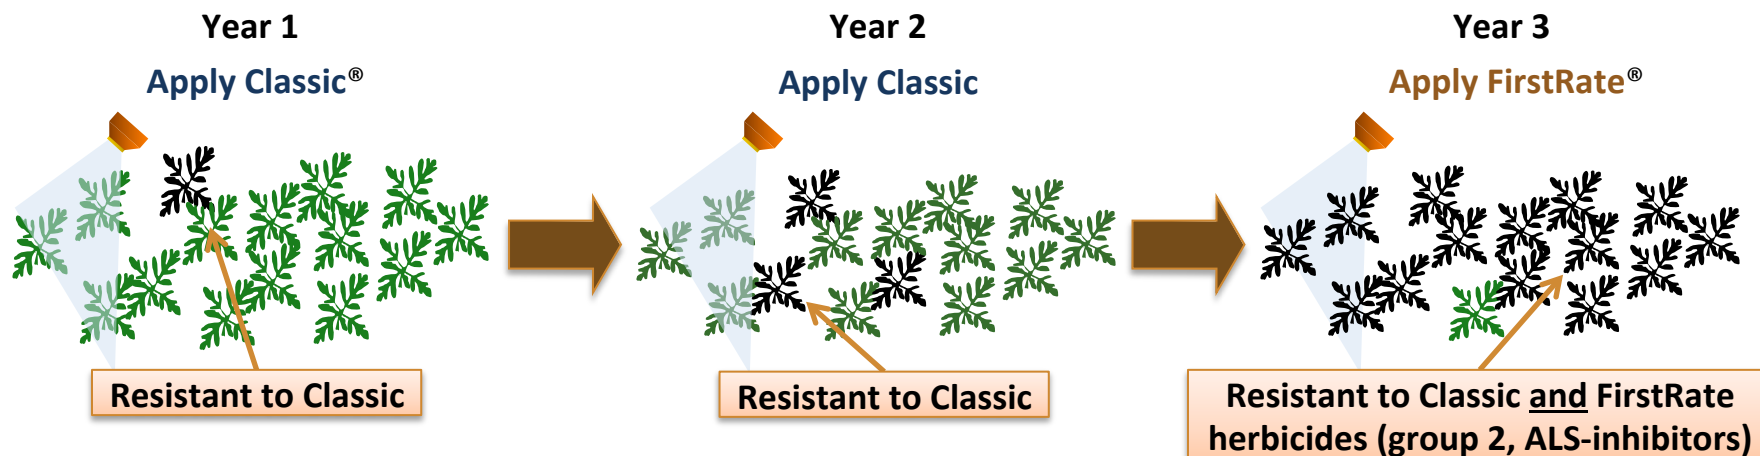 Year 1
Apply Classic®
Resistant to Classic
Year 2
Apply Classic
Resistant to Classic
Year 3
Apply FirstRate®
Resistant to Classic and FirstRate
herbicides (group 2, ALS-inhibitors)